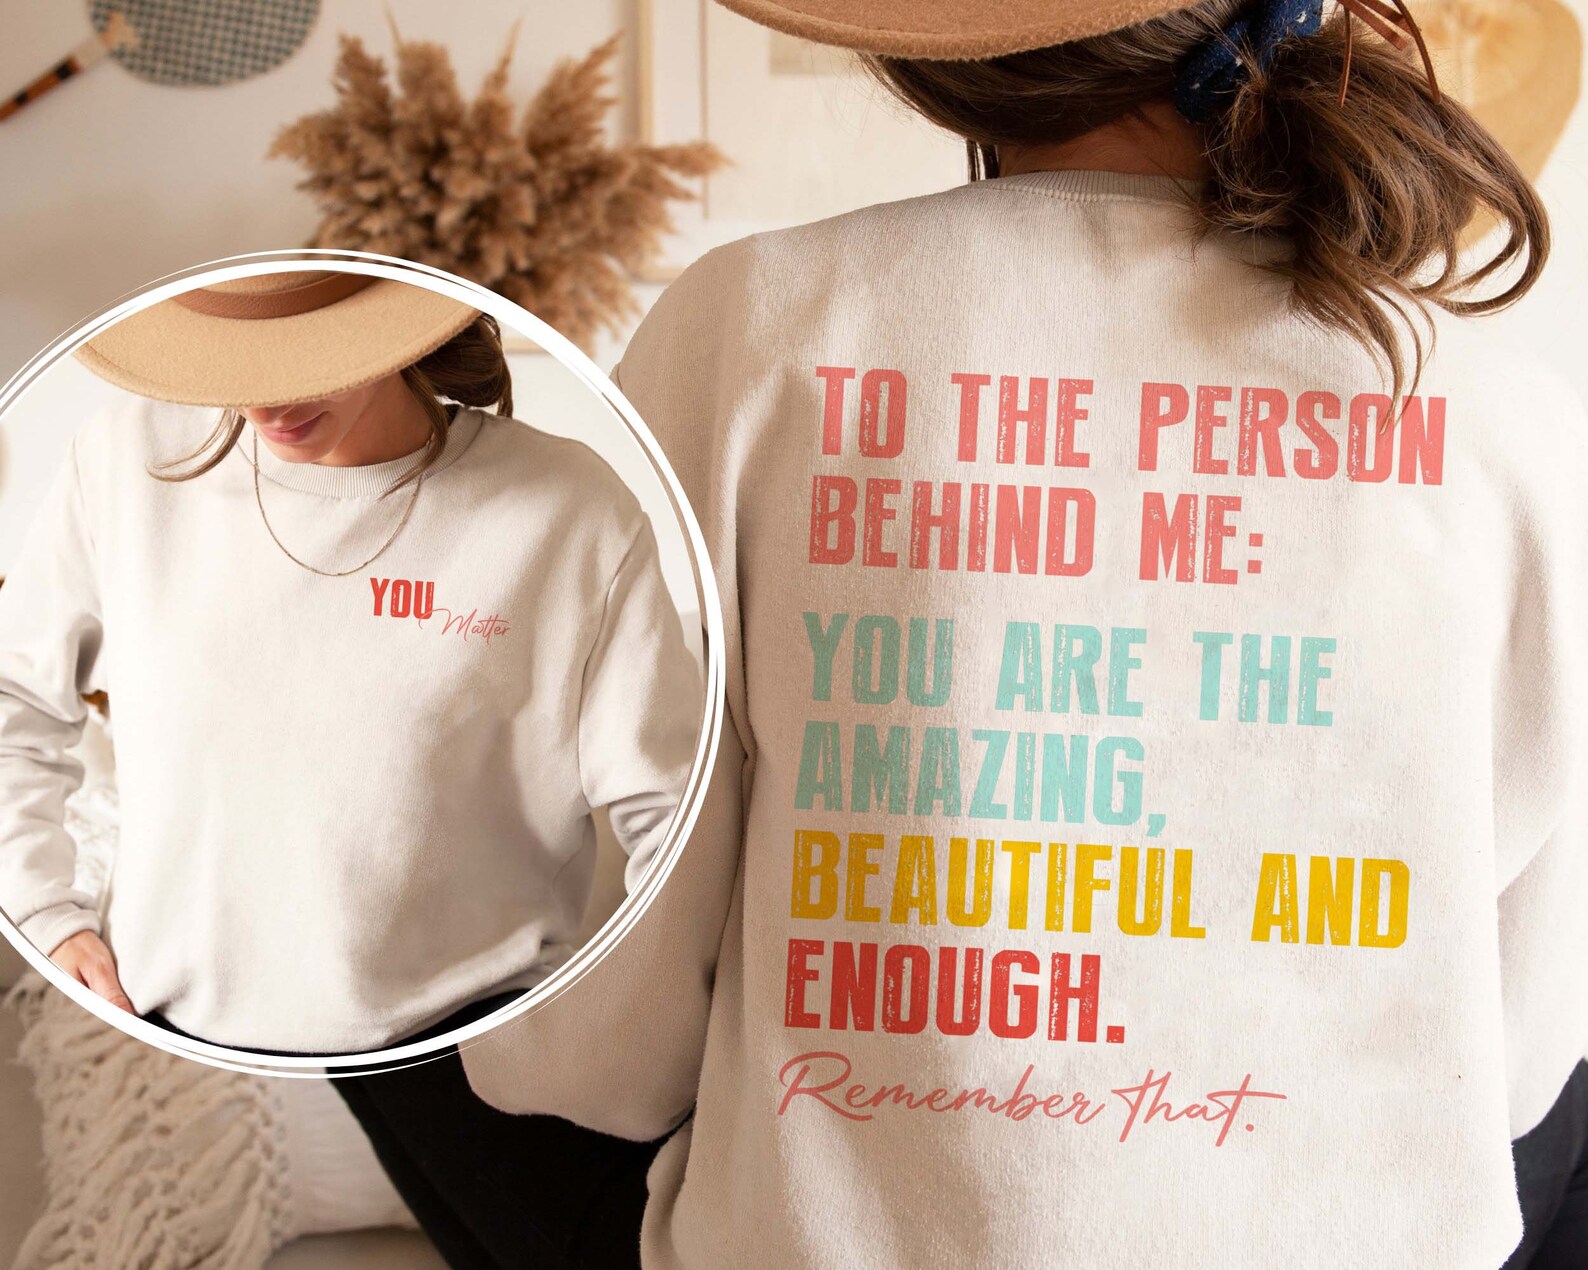 YOU
Matter
TO THE PERSON
BEHIND ME:
YOU ARE THE
AMAZING,
BEAUTIFUL AND
ENOUGH.
Remember that.